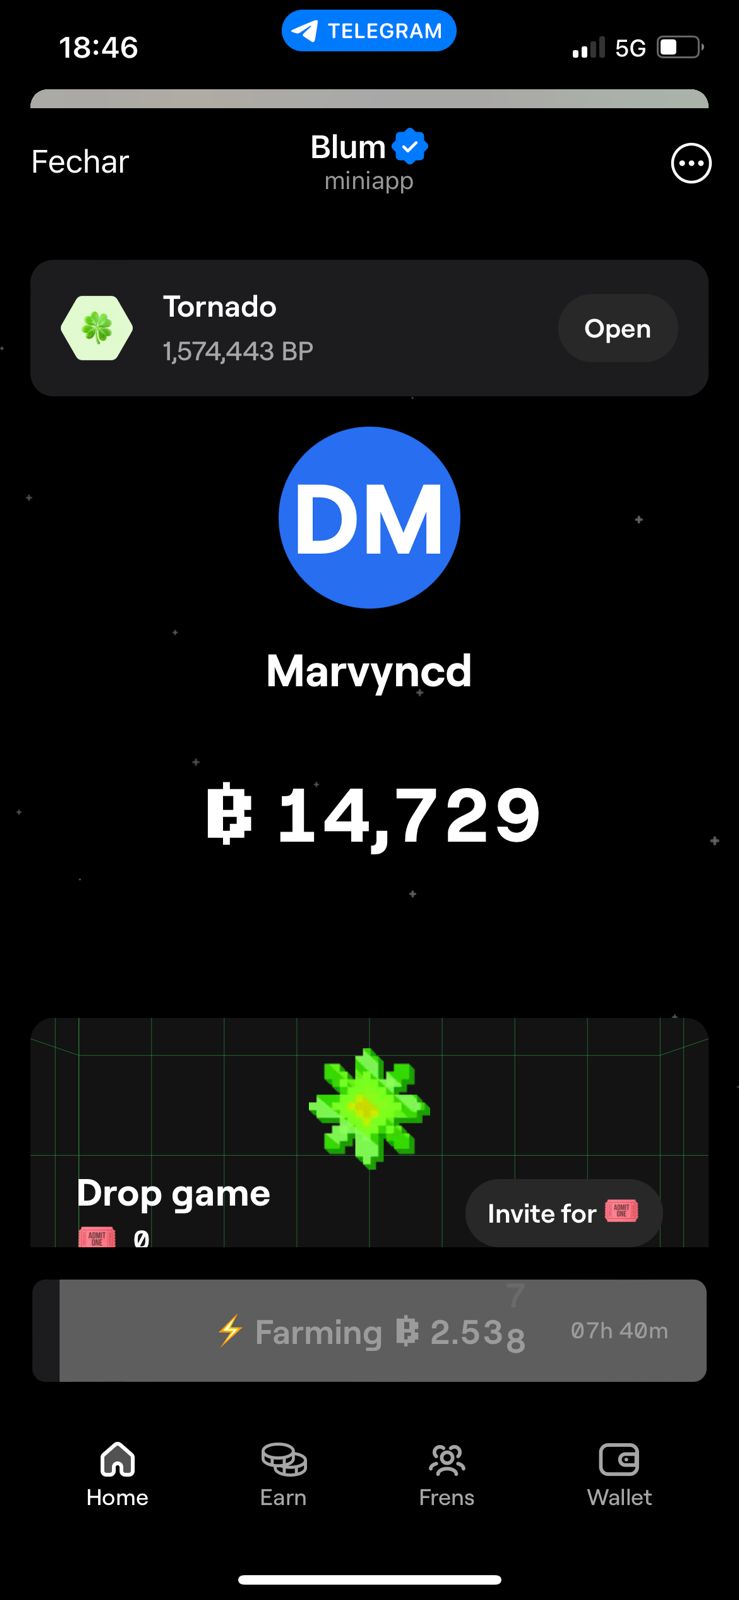 18:46
TELEGRAM
5G
Fechar
Blum
miniapp
Tornado
1,574,443 BP
Open
DM
Marvyncd
14,729
Drop game
Invite for
ADMIT ONE
ADMIT ONE
0
7
Farming 2.538
07h 40m
Home
Earn
Frens
Wallet